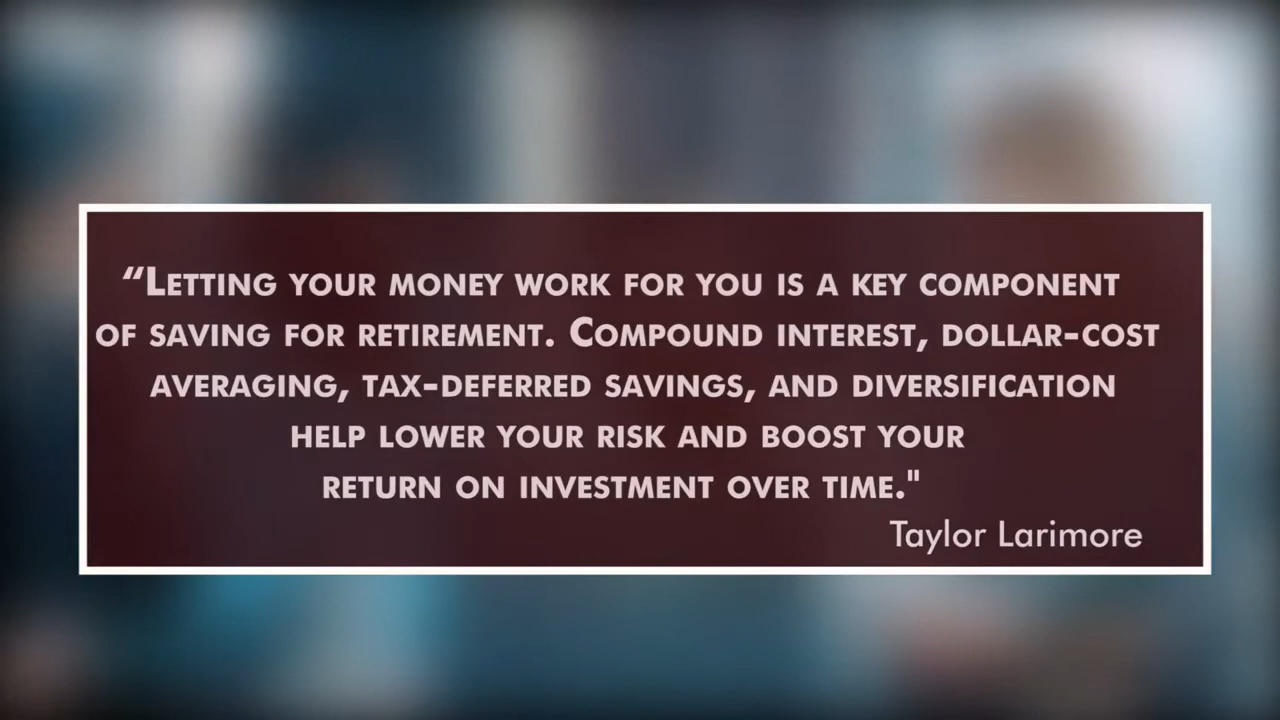 “Letting your money work for you is a key component
of saving for retirement. Compound interest, dollar-cost
averaging, tax-deferred savings, and diversification
help lower your risk and boost your
return on investment over time."
Taylor Larimore